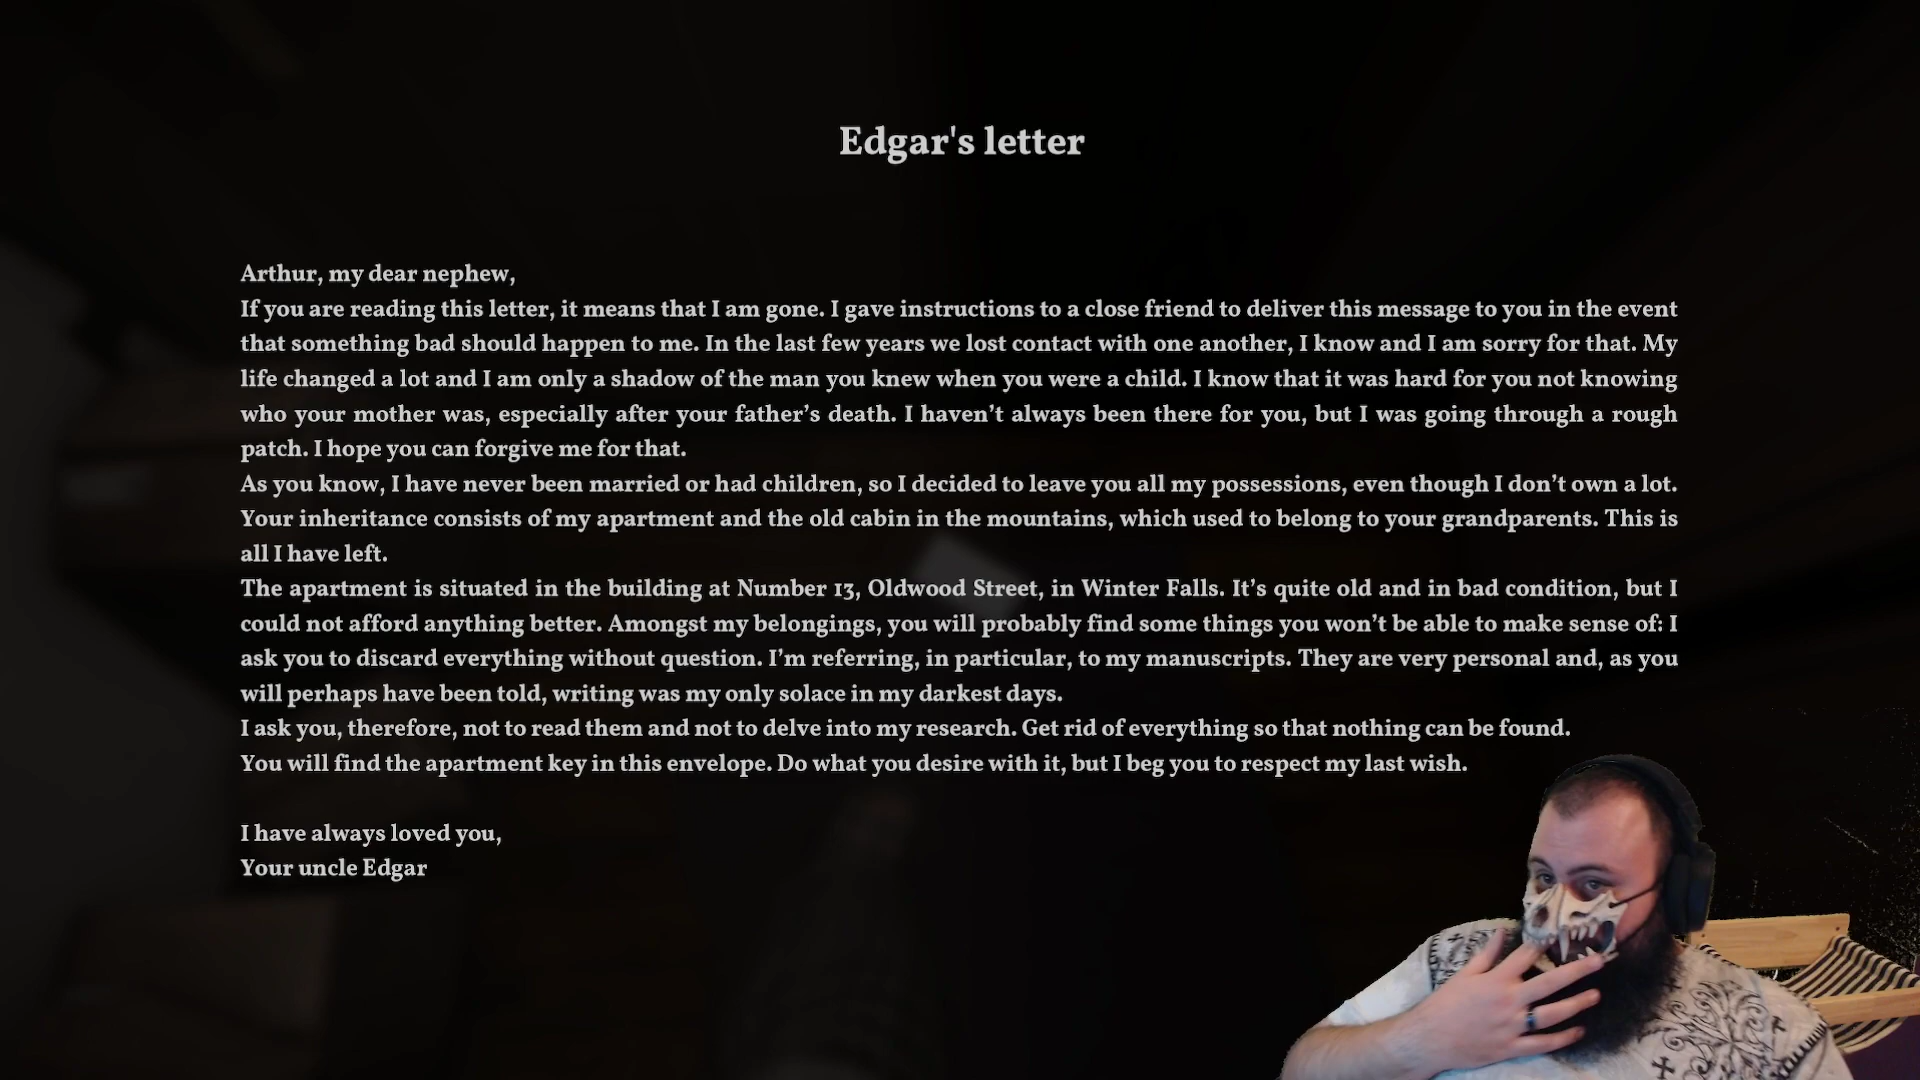 Edgar's letter
Arthur, my dear nephew,
If you are reading this letter, it means that I am gone. I gave instructions to a close friend to deliver this message to you in the event
that something bad should happen to me. In the last few years we lost contact with one another, I know and I am sorry for that. My
life changed a lot and I am only a shadow of the man you knew when you were a child. I know that it was hard for you not knowing
who your mother was, especially after your father’s death. I haven’t always been there for you, but I was going through a rough
patch. I hope you can forgive me for that.
As you know, I have never been married or had children, so I decided to leave you all my possessions, even though I don’t own a lot.
Your inheritance consists of my apartment and the old cabin in the mountains, which used to belong to your grandparents. This is
all I have left.
The apartment is situated in the building at Number 13, Oldwood Street, in Winter Falls. It’s quite old and in bad condition, but I
could not afford anything better. Amongst my belongings, you will probably find some things you won’t be able to make sense of: I
ask you to discard everything without question. I’m referring, in particular, to my manuscripts. They are very personal and, as you
will perhaps have been told, writing was my only solace in my darkest days.
I ask you, therefore, not to read them and not to delve into my research. Get rid of everything so that nothing can be found.
You will find the apartment key in this envelope. Do what you desire with it, but I beg you to respect my last wish.
I have always loved you,
Your uncle Edgar